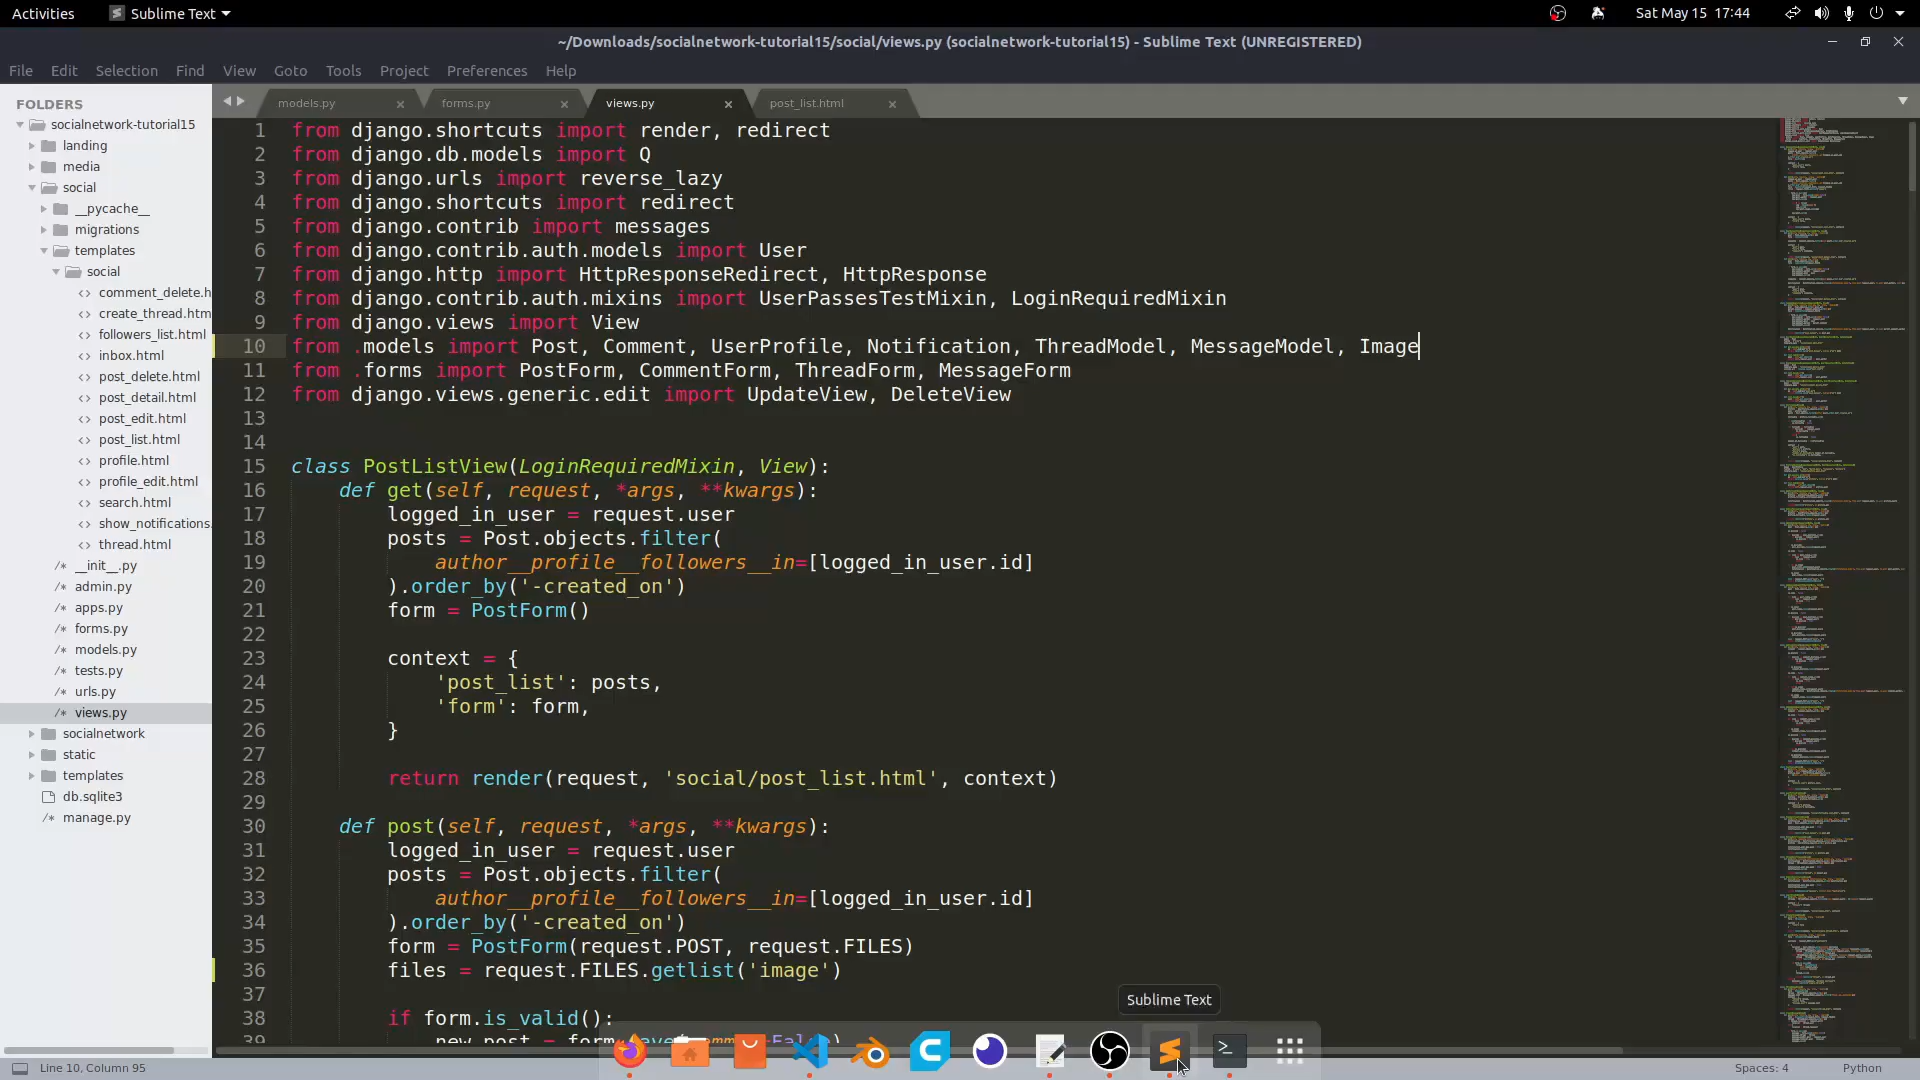 Activities
Sublime Text
Sat May 15 17:44
~/Downloads/socialnetwork-tutorial15/social/views.py (socialnetwork-tutorial15) - Sublime Text (UNREGISTERED)
File Edit Selection Find View Goto Tools Project Preferences Help
FOLDERS
socialnetwork-tutorial15
landing
media
social
__pycache__
migrations
templates
social
comment_delete.h
create_thread.htm
followers_list.html
inbox.html
post_delete.html
post_detail.html
post_edit.html
post_list.html
profile.html
profile_edit.html
search.html
show_notifications.
thread.html
__init__.py
admin.py
apps.py
forms.py
models.py
tests.py
urls.py
views.py
socialnetwork
static
templates
db.sqlite3
manage.py
models.py forms.py views.py post_list.html
1 from django.shortcuts import render, redirect
2 from django.db.models import Q
3 from django.urls import reverse_lazy
4 from django.shortcuts import redirect
5 from django.contrib import messages
6 from django.contrib.auth.models import User
7 from django.http import HttpResponseRedirect, HttpResponse
8 from django.contrib.auth.mixins import UserPassesTestMixin, LoginRequiredMixin
9 from django.views import View
10 from .models import Post, Comment, UserProfile, Notification, ThreadModel, MessageModel, Image
11 from .forms import PostForm, CommentForm, ThreadForm, MessageForm
12 from django.views.generic.edit import UpdateView, DeleteView
13
14
15 class PostListView(LoginRequiredMixin, View):
16 def get(self, request, *args, **kwargs):
17 logged_in_user = request.user
18 posts = Post.objects.filter(
19 author__profile__followers__in=[logged_in_user.id]
20 ).order_by('-created_on')
21 form = PostForm()
22
23 context = {
24 'post_list': posts,
25 'form': form,
26 }
27
28 return render(request, 'social/post_list.html', context)
29
30 def post(self, request, *args, **kwargs):
31 logged_in_user = request.user
32 posts = Post.objects.filter(
33 author__profile__followers__in=[logged_in_user.id]
34 ).order_by('-created_on')
35 form = PostForm(request.POST, request.FILES)
36 files = request.FILES.getlist('image')
37
38 if form.is_valid():
39 new_post = form
Sublime Text
Line 10, Column 95
Spaces: 4
Python